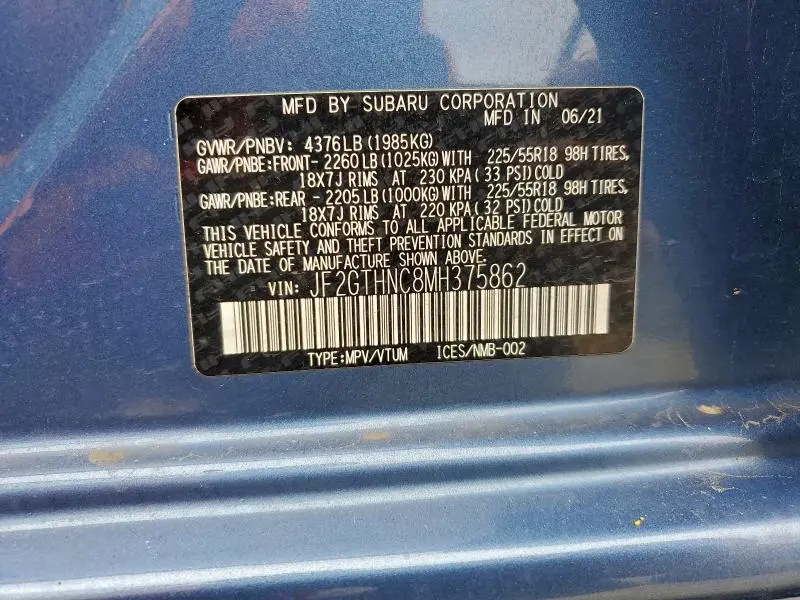 MFD BY SUBARU CORPORATION
MFD IN 06/21
GVWR/PNBV: 4376LB(1985KG)
GAWR/PNBE:FRONT- 2260LB(1025KG)WITH 225/55R18 98H TIRES,
18X7J RIMS AT 230 KPA(33 PSI)COLD
GAWR/PNBE:REAR - 2205LB(1000KG)WITH 225/55R18 98H TIRES,
18X7J RIMS AT 220 KPA(32 PSI)COLD
THIS VEHICLE CONFORMS TO ALL APPLICABLE FEDERAL MOTOR
VEHICLE SAFETY AND THEFT PREVENTION STANDARDS IN EFFECT ON
THE DATE OF MANUFACTURE SHOWN ABOVE.
VIN: JF2GTHNC8MH375862
TYPE:MPV/VTUM ICES/NMB-002